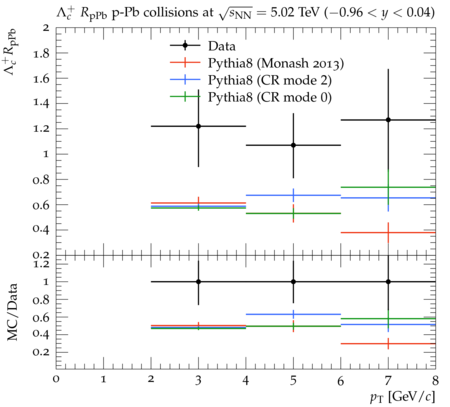 Λc+ RpPb p-Pb collisions at √sNN = 5.02 TeV (−0.96 < y < 0.04)
Λc+ RpPb
2
1.8
1.6
1.4
1.2
1
0.8
0.6
0.4
0.2
Data
Pythia8 (Monash 2013)
Pythia8 (CR mode 2)
Pythia8 (CR mode 0)
MC/Data
1.2
1
0.8
0.6
0.4
0.2
0 1 2 3 4 5 6 7 8
pT [GeV/c]